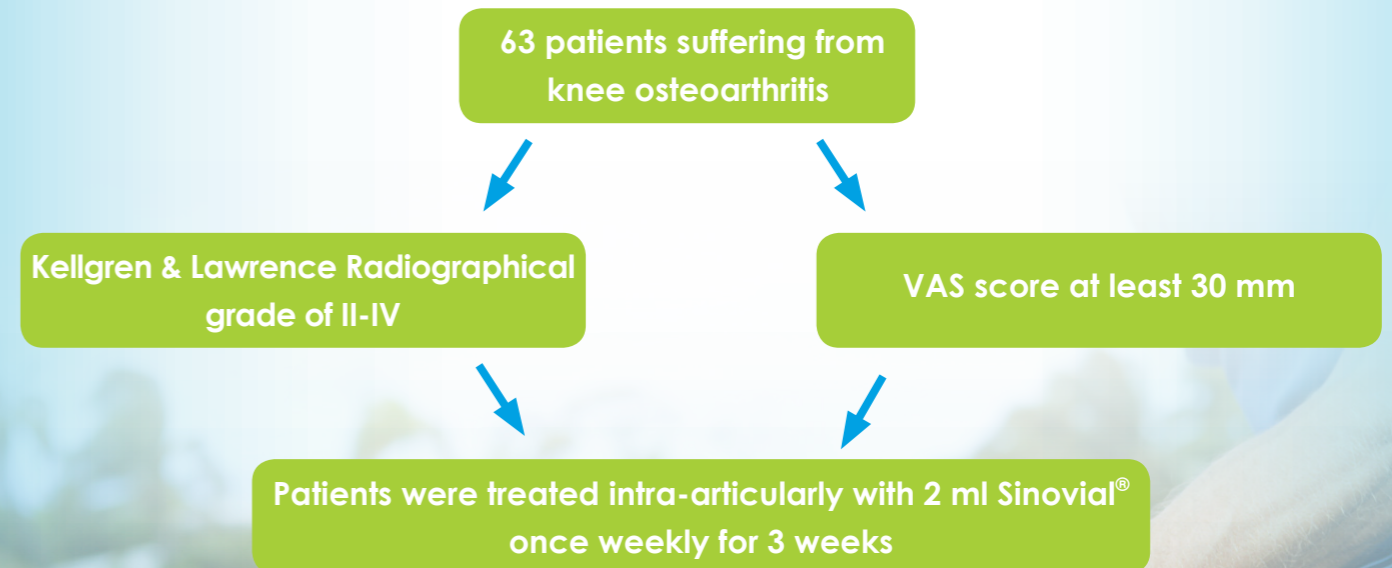 63 patients suffering from
knee osteoarthritis
Kellgren & Lawrence Radiographical
grade of II-IV
VAS score at least 30 mm
Patients were treated intra-articularly with 2 ml Sinovial®
once weekly for 3 weeks